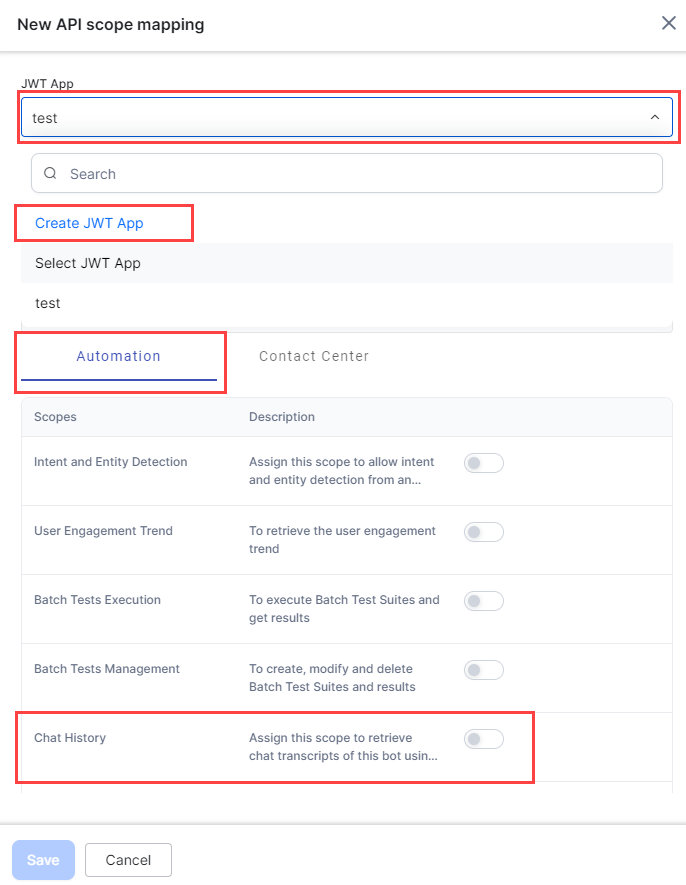 New API scope mapping
JWT App
test
Search
Create JWT App
Select JWT App
test
Automation
Contact Center
Scopes
Description
Intent and Entity Detection
Assign this scope to allow intent
and entity detection from an...
User Engagement Trend
To retrieve the user engagement
trend
Batch Tests Execution
To execute Batch Test Suites and
get results
Batch Tests Management
To create, modify and delete
Batch Test Suites and results
Chat History
Assign this scope to retrieve
chat transcripts of this bot usin...
Save
Cancel